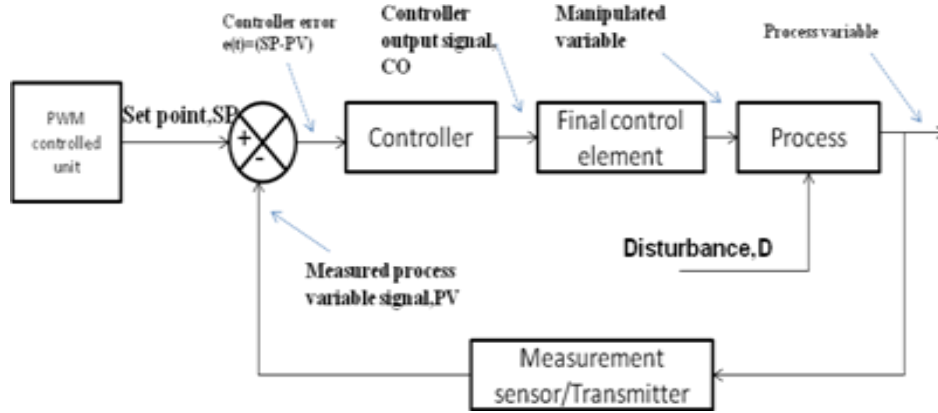 Controller error
e(t)=(SP-PV)
Controller
output signal,
CO
Manipulated
variable
Process variable
PWM
controlled
unit
Set point,SP
+
-
Controller
Final control
element
Process
Disturbance,D
Measured process
variable signal,PV
Measurement
sensor/Transmitter